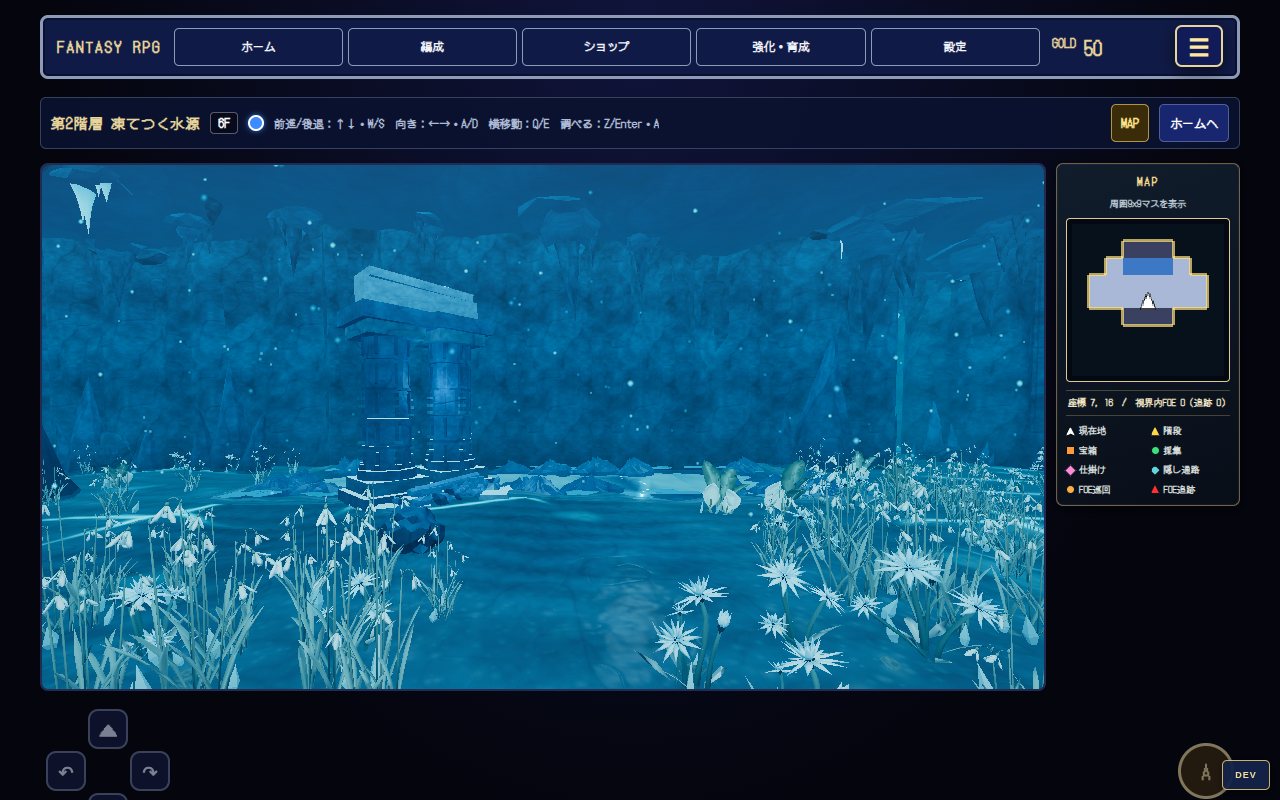 FANTASY RPG
ホーム
編成
ショップ
強化・育成
設定
GOLD 50
第2階層 凍てつく水源
6F
前進/後退：↑↓・W/S　向き：←→・A/D　横移動：Q/E　調べる：Z/Enter・A
MAP
ホームへ
MAP
周囲9x9マスを表示
座標 7, 16 / 視界内FOE 0（追跡 0）
現在地
階段
宝箱
採集
仕掛け
隠し通路
FOE巡回
FOE追跡
A
DEV